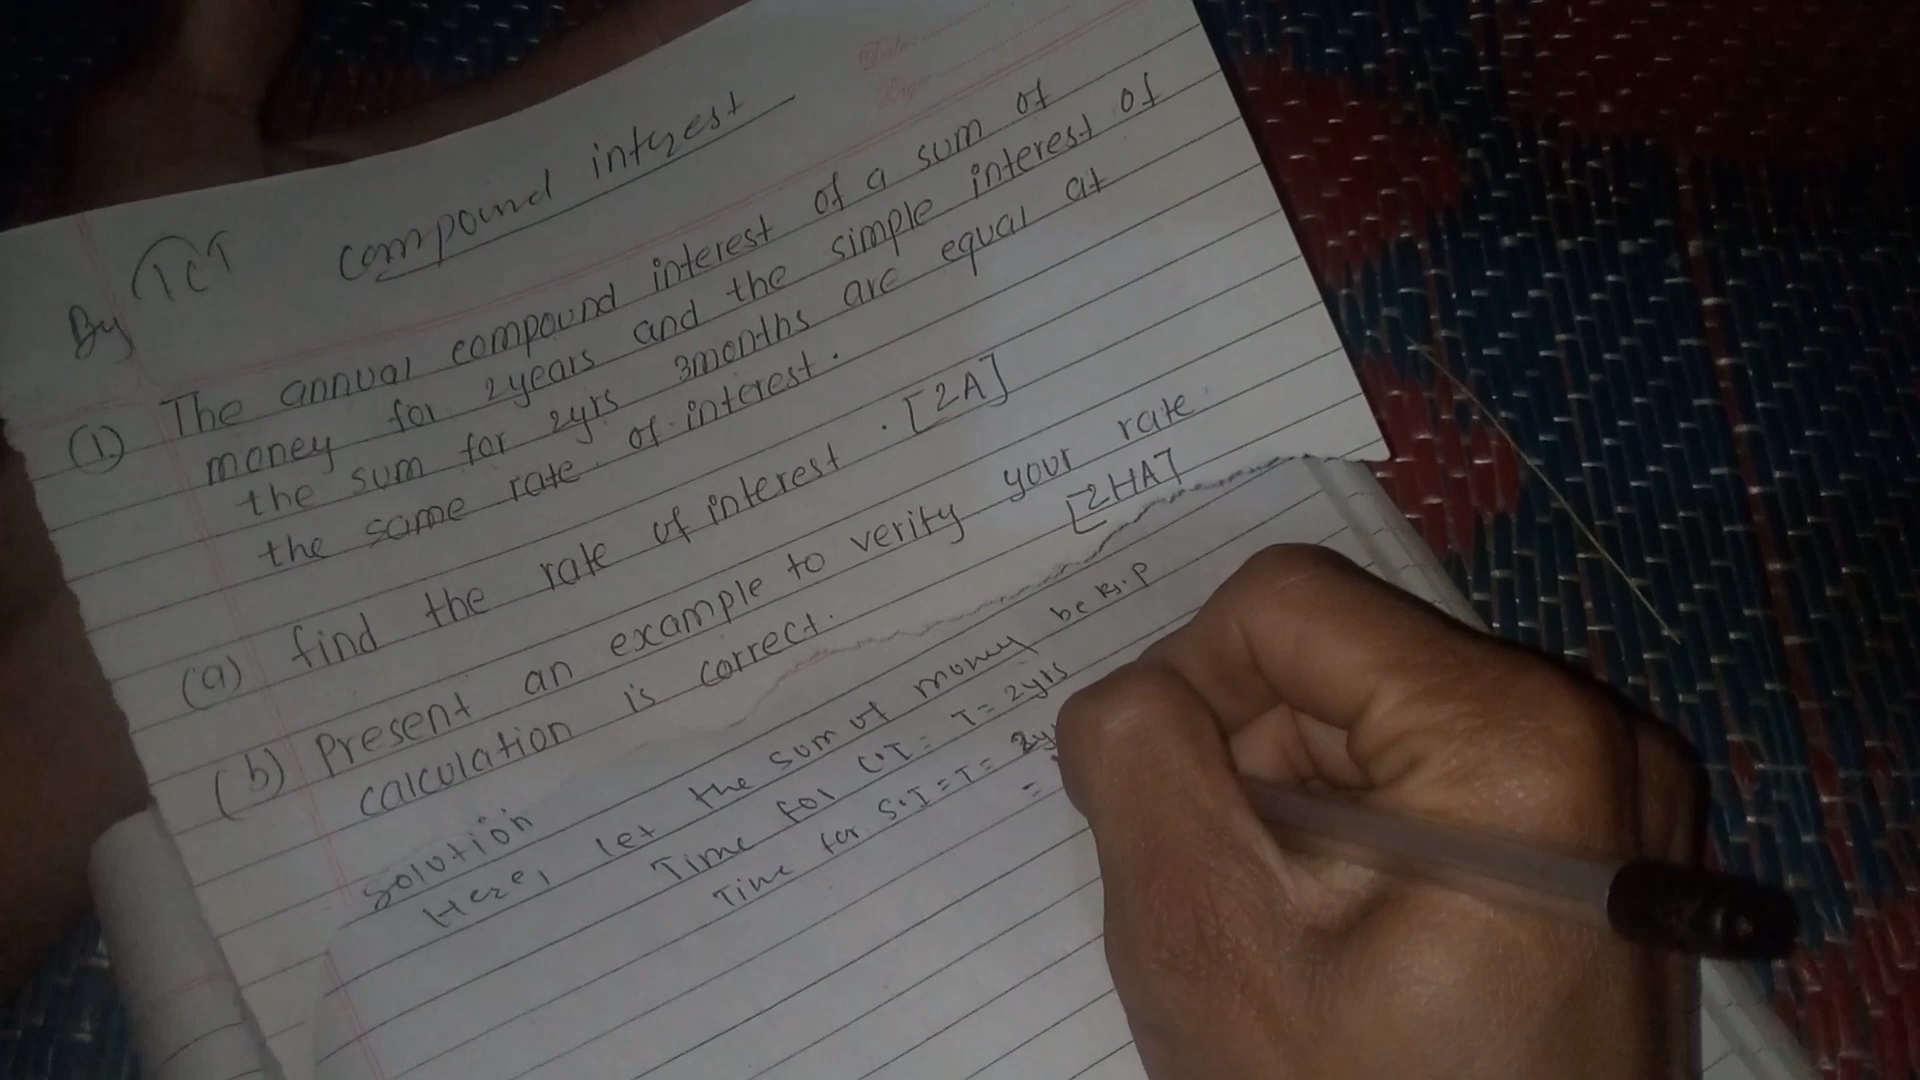 Compound interest
By TCT
(1) The annual compound interest of a sum of
money for 2years and the simple interest of
the sum for 2yrs 3months are equal at
the same rate of interest.
(a) find the rate of interest. [2A]
(b) Present an example to verify your rate
calculation is correct. [2HA]
Solution
Here, let the sum of money be Rs. P
Time for C.I = T = 2yrs
Time for S.I = T = 2y
=